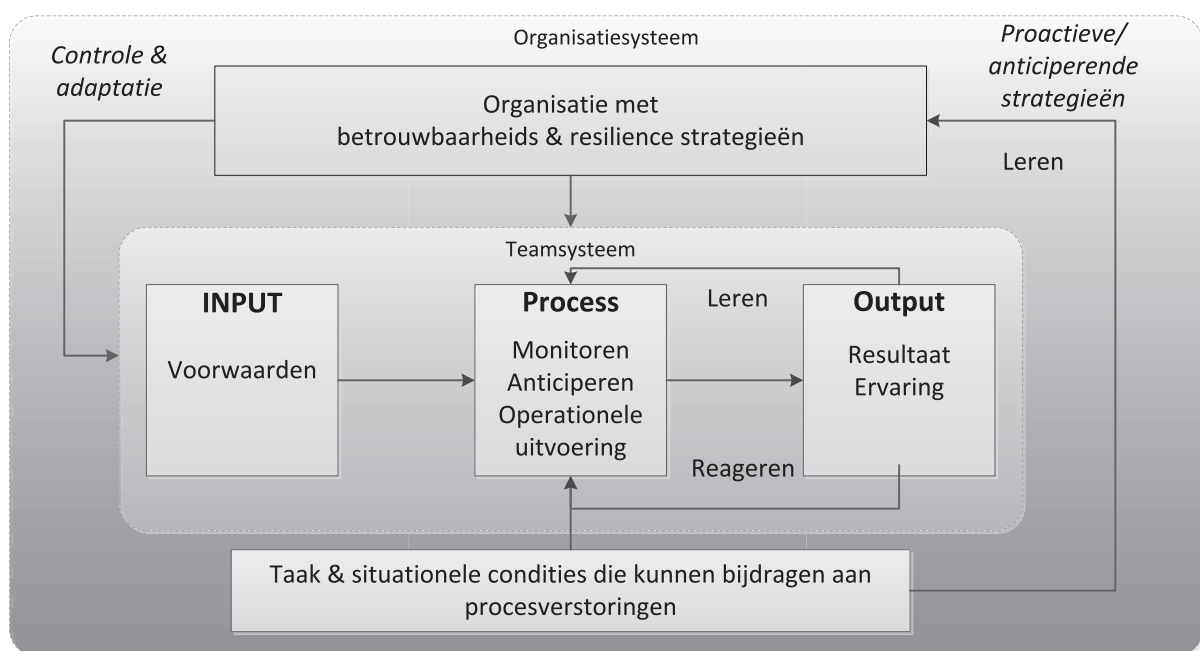 Organisatiesysteem
Controle &
adaptatie
Proactieve/
anticiperende
strategieën
Organisatie met
betrouwbaarheids & resilience strategieën
Leren
Teamsysteem
INPUT
Voorwaarden
Process
Monitoren
Anticiperen
Operationele
uitvoering
Leren
Output
Resultaat
Ervaring
Reageren
Taak & situationele condities die kunnen bijdragen aan
procesverstoringen